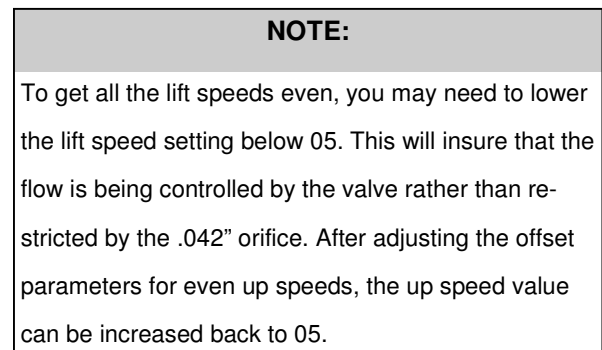 NOTE:
To get all the lift speeds even, you may need to lower
the lift speed setting below 05. This will insure that the
flow is being controlled by the valve rather than re-
stricted by the .042” orifice. After adjusting the offset
parameters for even up speeds, the up speed value
can be increased back to 05.